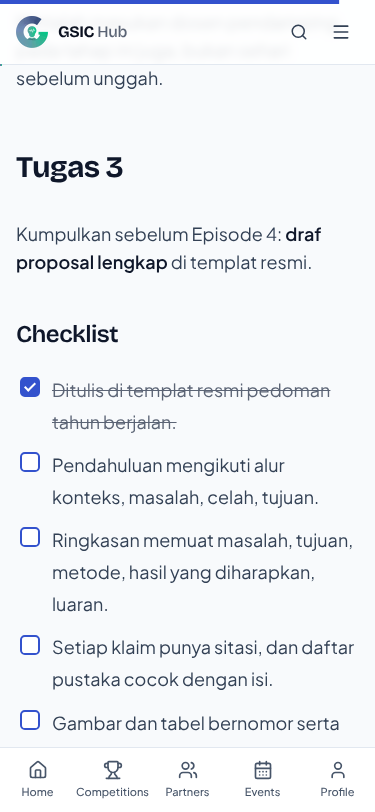 GSIC Hub
sebelum unggah.
Tugas 3
Kumpulkan sebelum Episode 4: draf
proposal lengkap di templat resmi.
Checklist
Ditulis di templat resmi pedoman
tahun berjalan.
Pendahuluan mengikuti alur
konteks, masalah, celah, tujuan.
Ringkasan memuat masalah, tujuan,
metode, hasil yang diharapkan,
luaran.
Setiap klaim punya sitasi, dan daftar
pustaka cocok dengan isi.
Gambar dan tabel bernomor serta
Home
Competitions
Partners
Events
Profile